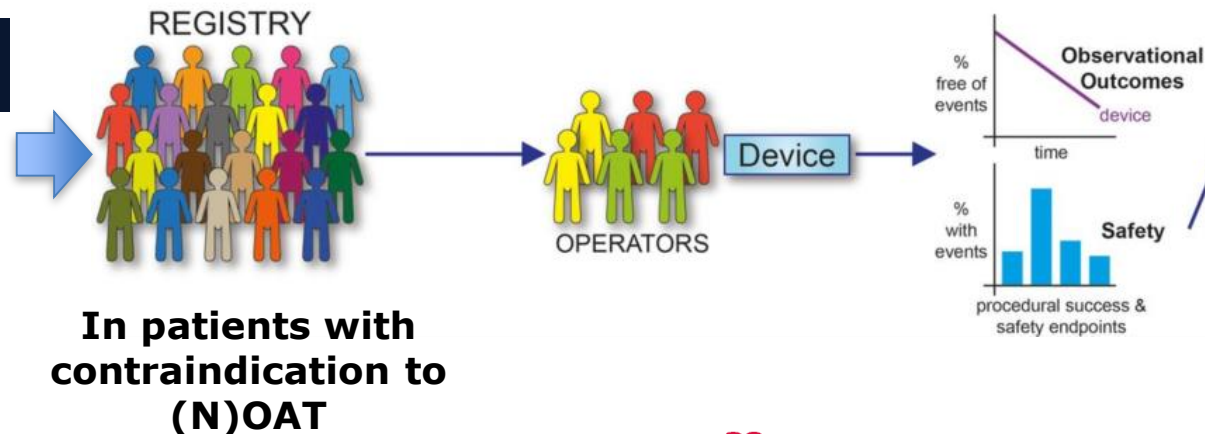 REGISTRY
In patients with
contraindication to
(N)OAT
OPERATORS
Device
%
free of
events
Observational
Outcomes
device
time
%
with
events
Safety
procedural success &
safety endpoints